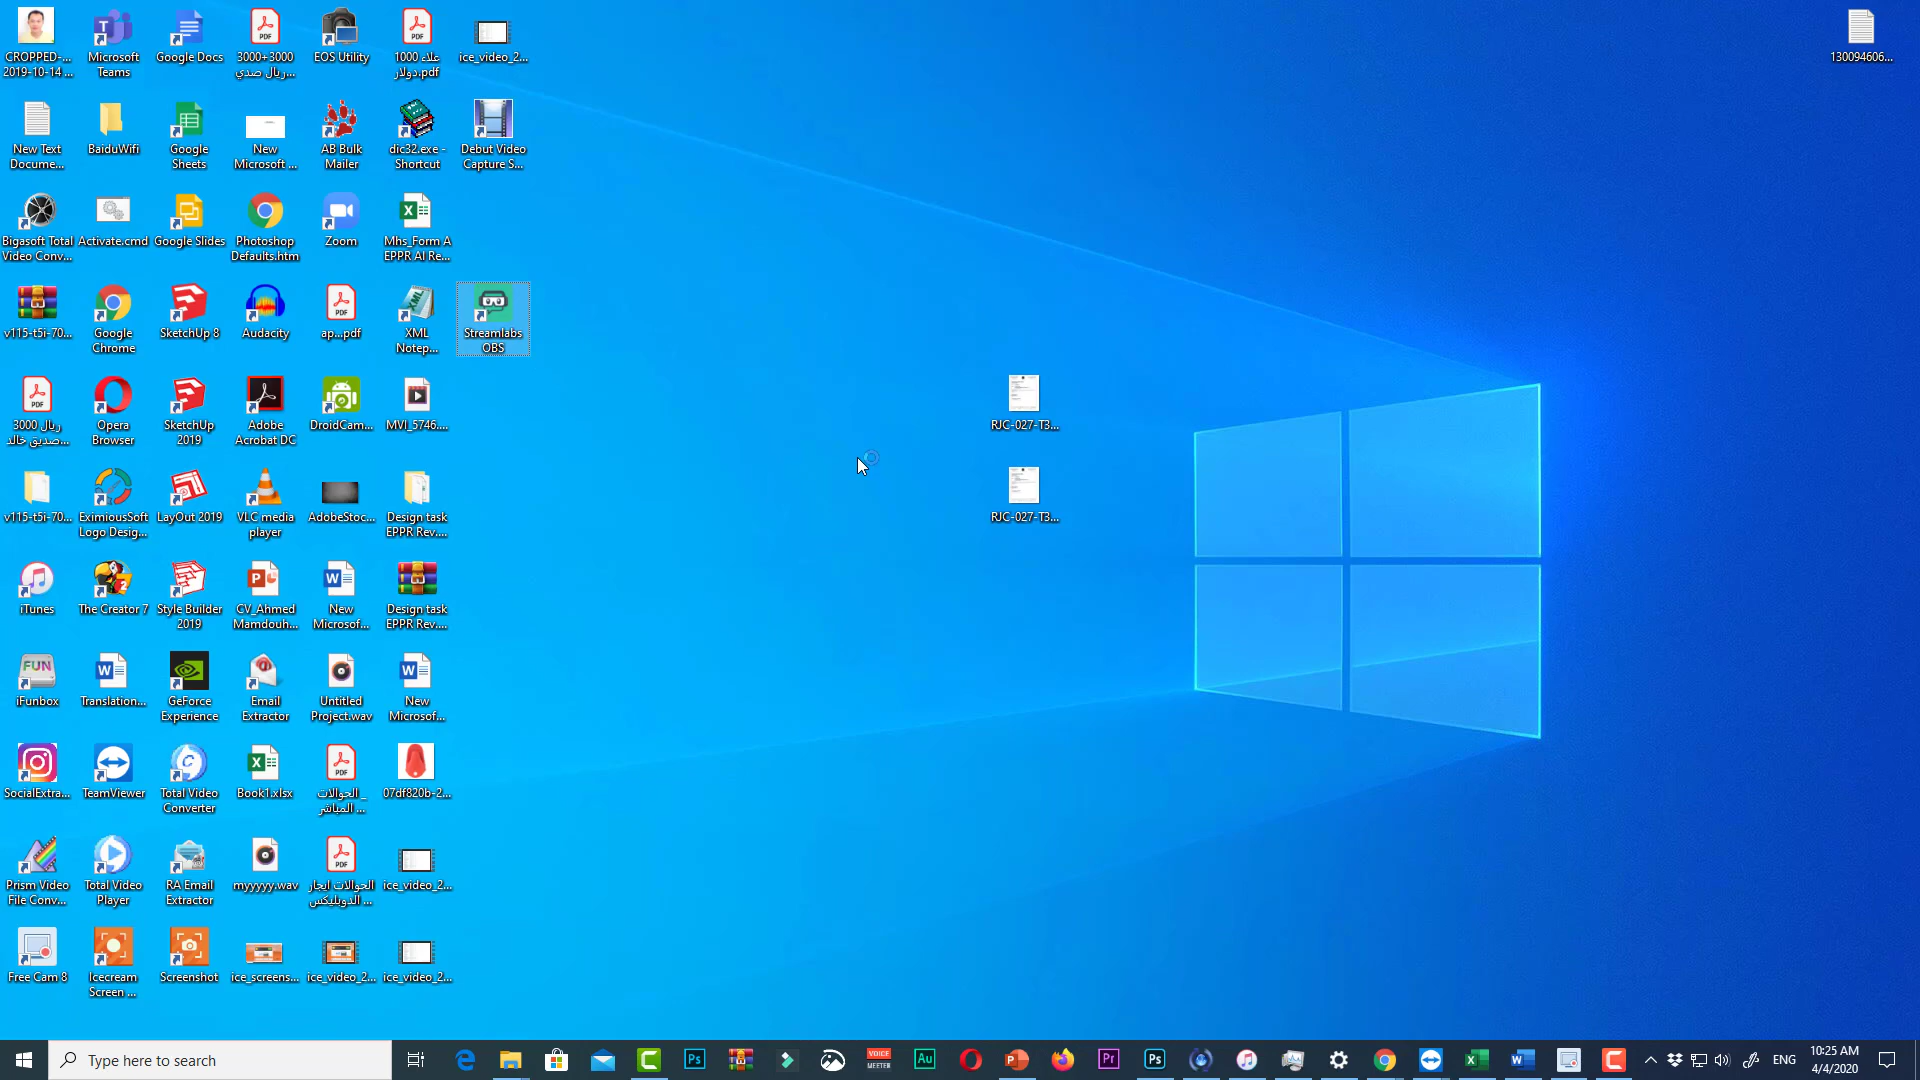 CROPPED-...
2019-10-14 ...
Microsoft
Teams
Google Docs
3000+3000
ريال صدي...
EOS Utility
علاء 1000
دولار.pdf
ice_video_2...
130094606...
New Text
Docume...
BaiduWifi
Google
Sheets
New
Microsoft ...
AB Bulk
Mailer
dic32.exe -
Shortcut
Debut Video
Capture S...
Bigasoft Total
Video Conv...
Activate.cmd
Google Slides
Photoshop
Defaults.htm
Zoom
Mhs_Form A
EPPR AI Re...
v115-t5i-70...
Google
Chrome
SketchUp 8
Audacity
ap...pdf
XML
Notep...
Streamlabs
OBS
3000 ريال
صديق خالد...
Opera
Browser
SketchUp
2019
Adobe
Acrobat DC
DroidCam...
MVI_5746...
RJC-027-T3...
v115-t5i-70...
EximiousSoft
Logo Desig...
LayOut 2019
VLC media
player
AdobeStoc...
Design task
EPPR Rev....
RJC-027-T3...
iTunes
The Creator 7
Style Builder
2019
CV_Ahmed
Mamdouh...
New
Microsof...
Design task
EPPR Rev....
FUN
iFunbox
Translation...
GeForce
Experience
Email
Extractor
Untitled
Project.wav
New
Microsof...
SocialExtra...
TeamViewer
Total Video
Converter
Book1.xlsx
الحوالات _
المباشر ...
07df820b-2...
Prism Video
File Conv...
Total Video
Player
RA Email
Extractor
myyyyy.wav
الحوالات ايجار
الدوبليكس ...
ice_video_2...
Free Cam 8
Icecream
Screen ...
Screenshot
ice_screens...
ice_video_2...
ice_video_2...
Type here to search
VOICE
MEETER
ENG
10:25 AM
4/4/2020